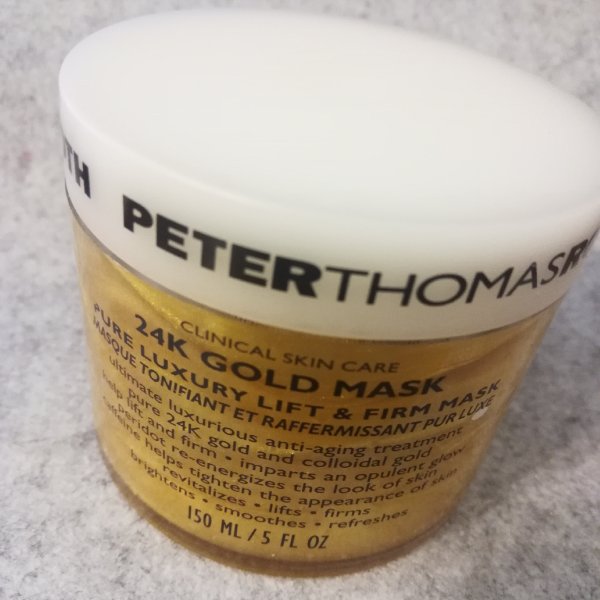 TH PETERTHOMASR
CLINICAL SKIN CARE
24K GOLD MASK
PURE LUXURY LIFT & FIRM MASK
MASQUE TONIFIANT ET RAFFERMISSANT PUR LUXE
ultimate luxurious anti-aging treatment
pure 24K gold and colloidal gold
help lift and firm • imparts an opulent glow
peridot re-energizes the look of skin
caffeine helps tighten the appearance of skin
revitalizes • lifts • firms
brightens • smoothes • refreshes
150 ML / 5 FL OZ